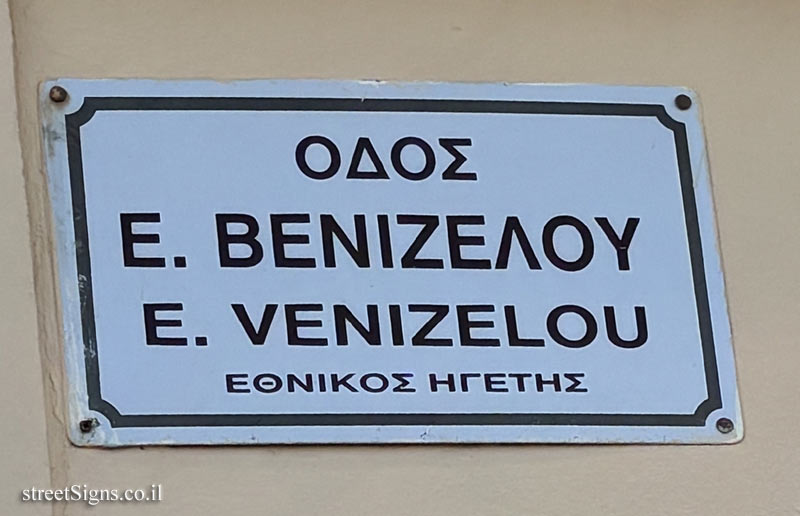 ΟΔΟΣ
Ε. ΒΕΝΙΖΕΛΟΥ
E. VENIZELOU
ΕΘΝΙΚΟΣ ΗΓΕΤΗΣ
streetSigns.co.il